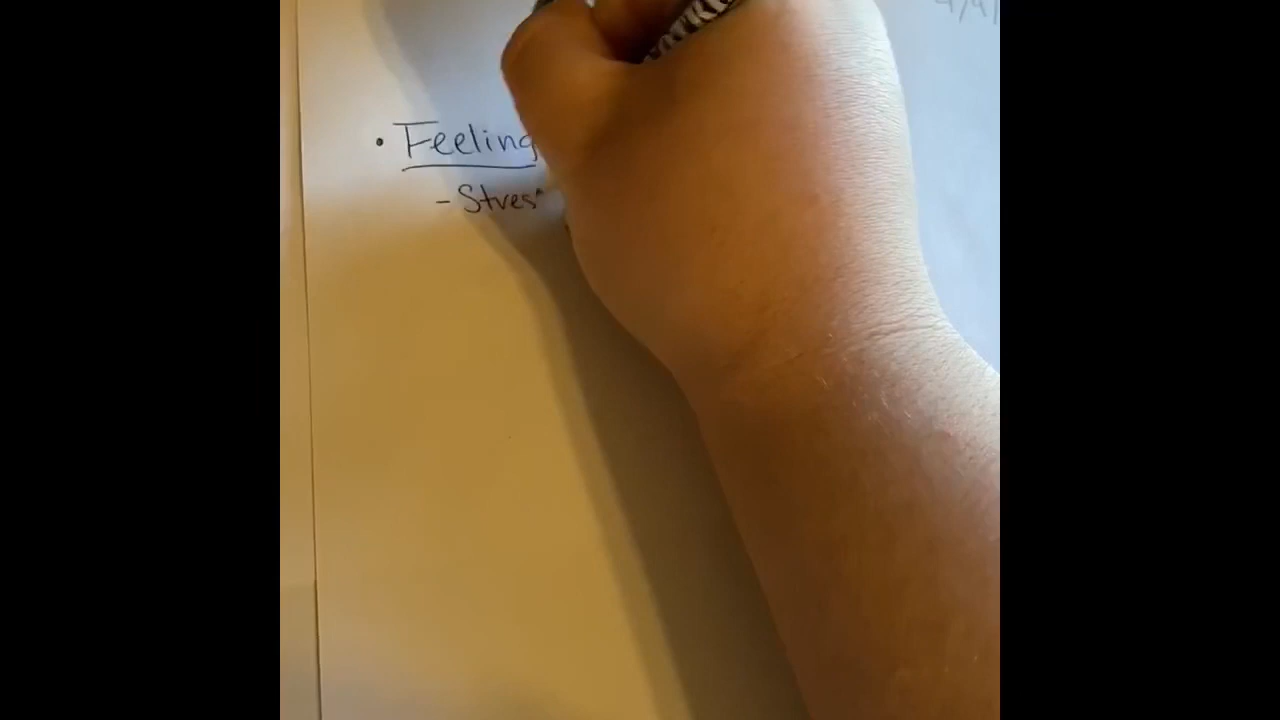 • Feeling
- Stres